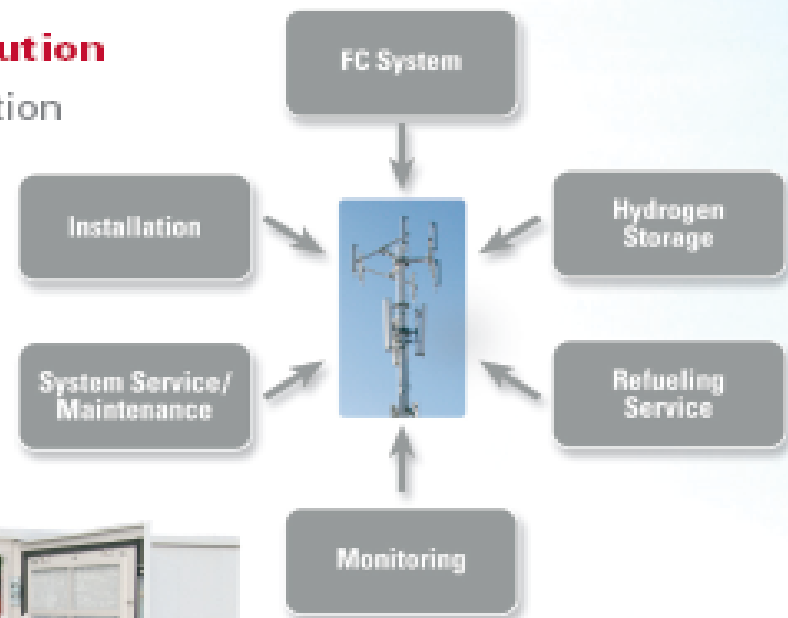 ution
tion
FC System
Installation
Hydrogen
Storage
System Service/
Maintenance
Refueling
Service
Monitoring